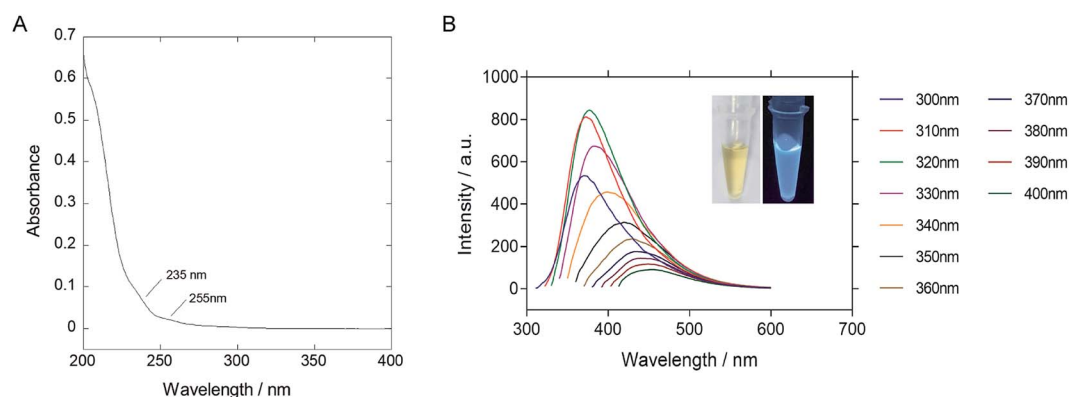 A
Absorbance
0.7
0.6
0.5
0.4
0.3
0.2
0.1
0
235 nm
255nm
200
250
300
350
400
Wavelength / nm
B
Intensity / a.u.
1000
800
600
400
200
0
300
400
500
600
700
Wavelength / nm
300nm
310nm
320nm
330nm
340nm
350nm
360nm
370nm
380nm
390nm
400nm